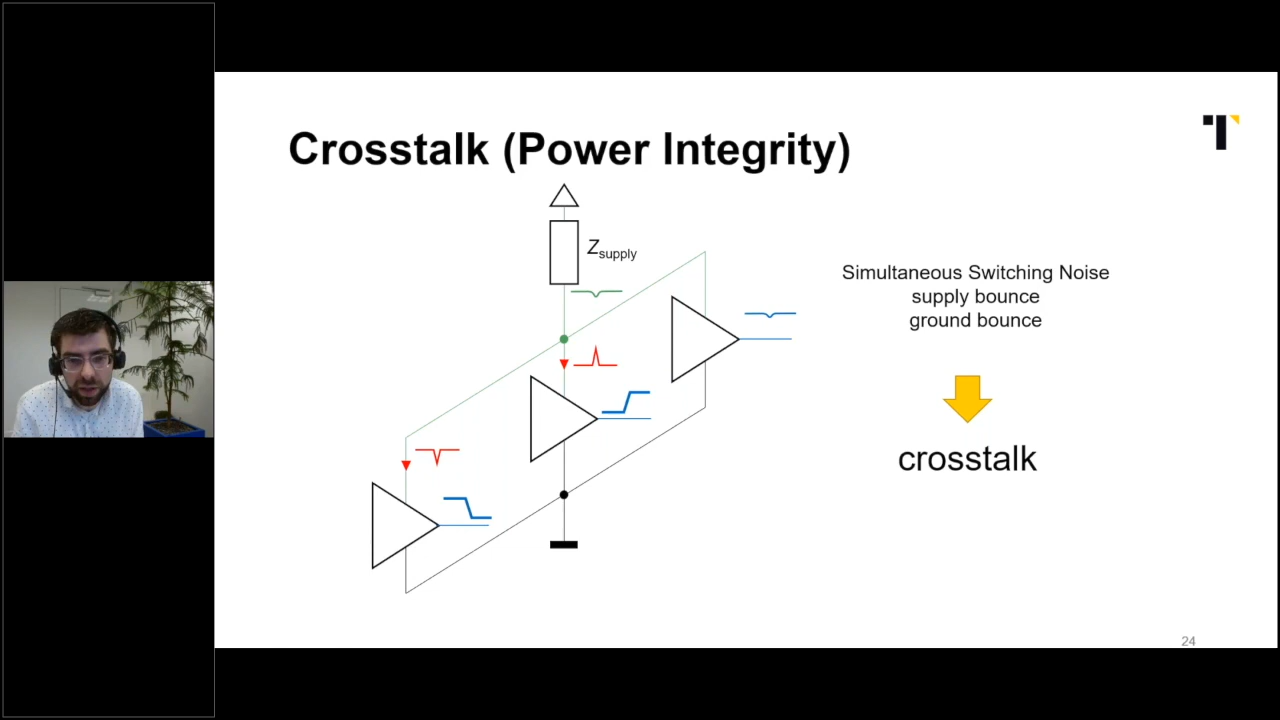 Crosstalk (Power Integrity)
Zsupply
Simultaneous Switching Noise
supply bounce
ground bounce
crosstalk
24